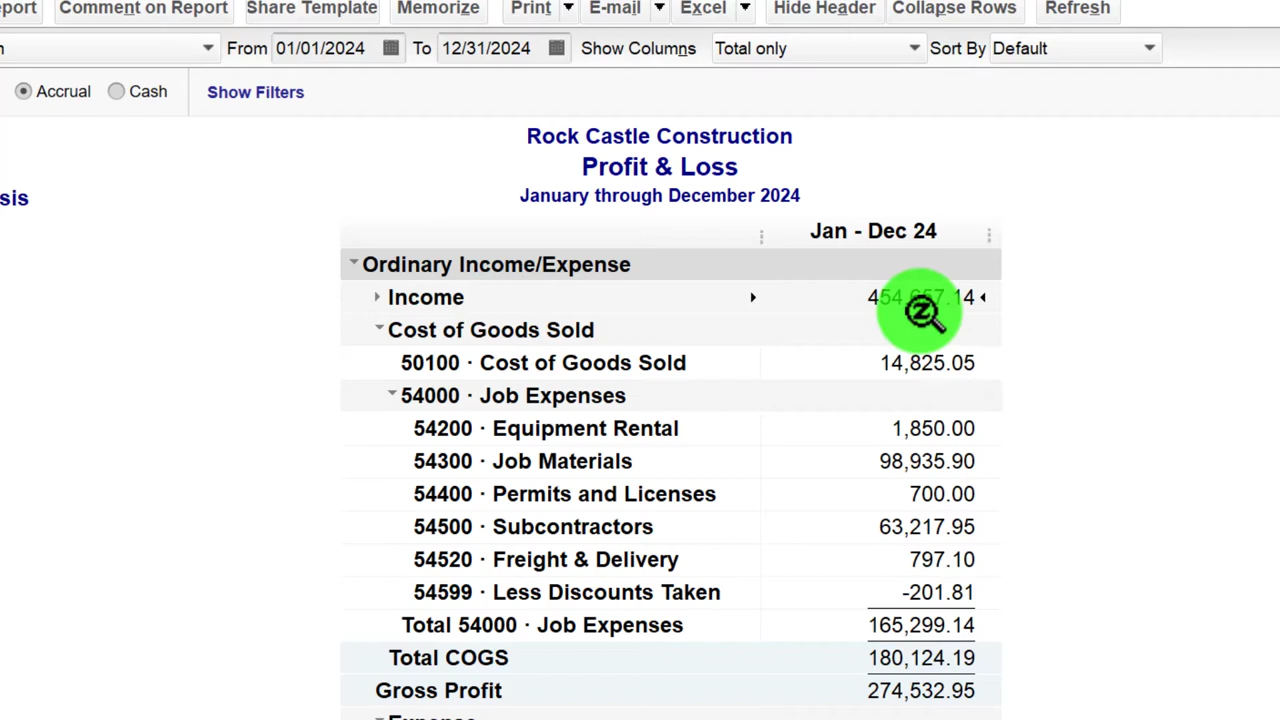 eport Comment on Report Share Template Memorize Print E-mail Excel Hide Header Collapse Rows Refresh
n From 01/01/2024 To 12/31/2024 Show Columns Total only Sort By Default
Accrual Cash Show Filters
Rock Castle Construction
Profit & Loss
sis
January through December 2024
Jan - Dec 24
Ordinary Income/Expense
Income 454,657.14
Cost of Goods Sold
50100 · Cost of Goods Sold 14,825.05
54000 · Job Expenses
54200 · Equipment Rental 1,850.00
54300 · Job Materials 98,935.90
54400 · Permits and Licenses 700.00
54500 · Subcontractors 63,217.95
54520 · Freight & Delivery 797.10
54599 · Less Discounts Taken -201.81
Total 54000 · Job Expenses 165,299.14
Total COGS 180,124.19
Gross Profit 274,532.95
Expense